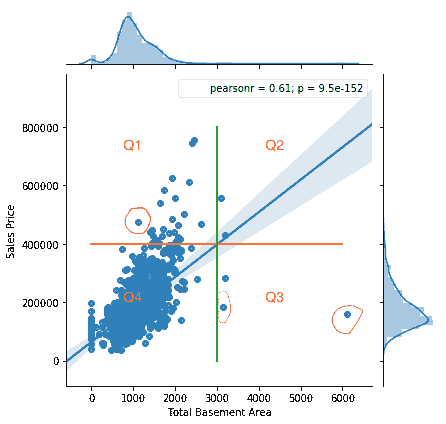 pearsonr = 0.61; p = 9.5e-152
Q1 Q2
Q4 Q3
800000
600000
400000
200000
0
Sales Price
0 1000 2000 3000 4000 5000 6000
Total Basement Area